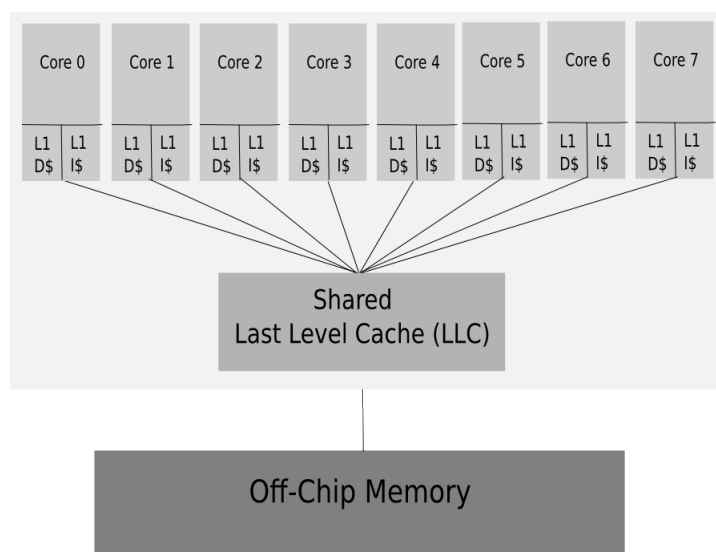 Core 0 Core 1 Core 2 Core 3 Core 4 Core 5 Core 6 Core 7
L1 L1 L1 L1 L1 L1 L1 L1 L1 L1 L1 L1 L1 L1 L1 L1
D$ I$ D$ I$ D$ I$ D$ I$ D$ I$ D$ I$ D$ I$ D$ I$
Shared
Last Level Cache (LLC)
Off-Chip Memory